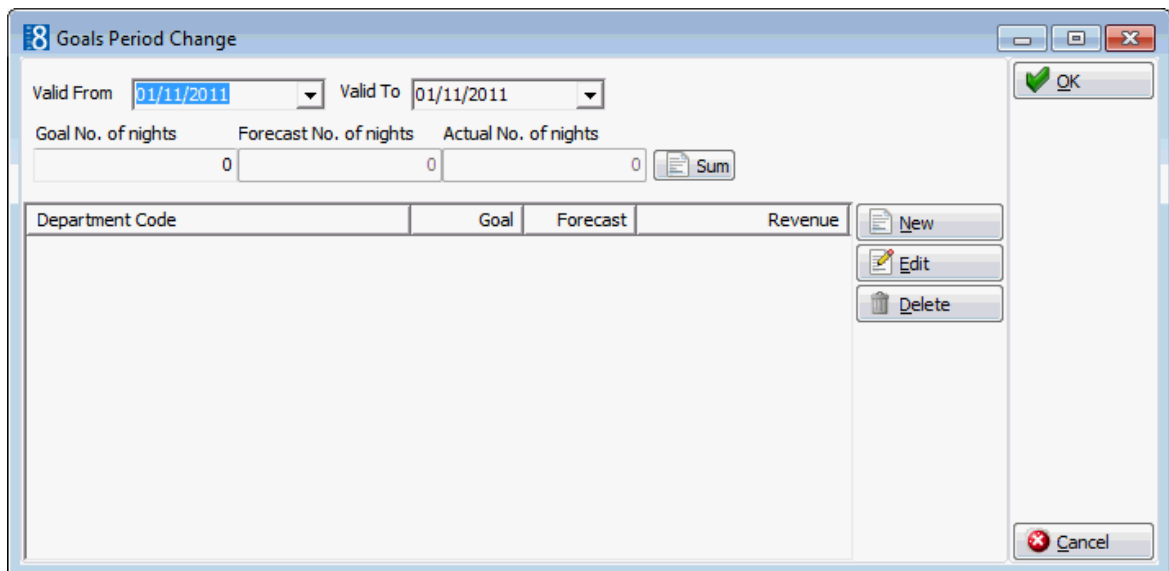 8 Goals Period Change
Valid From 01/11/2011 Valid To 01/11/2011 OK
Goal No. of nights Forecast No. of nights Actual No. of nights
0 0 0 Sum
Department Code Goal Forecast Revenue New
Edit
Delete
Cancel